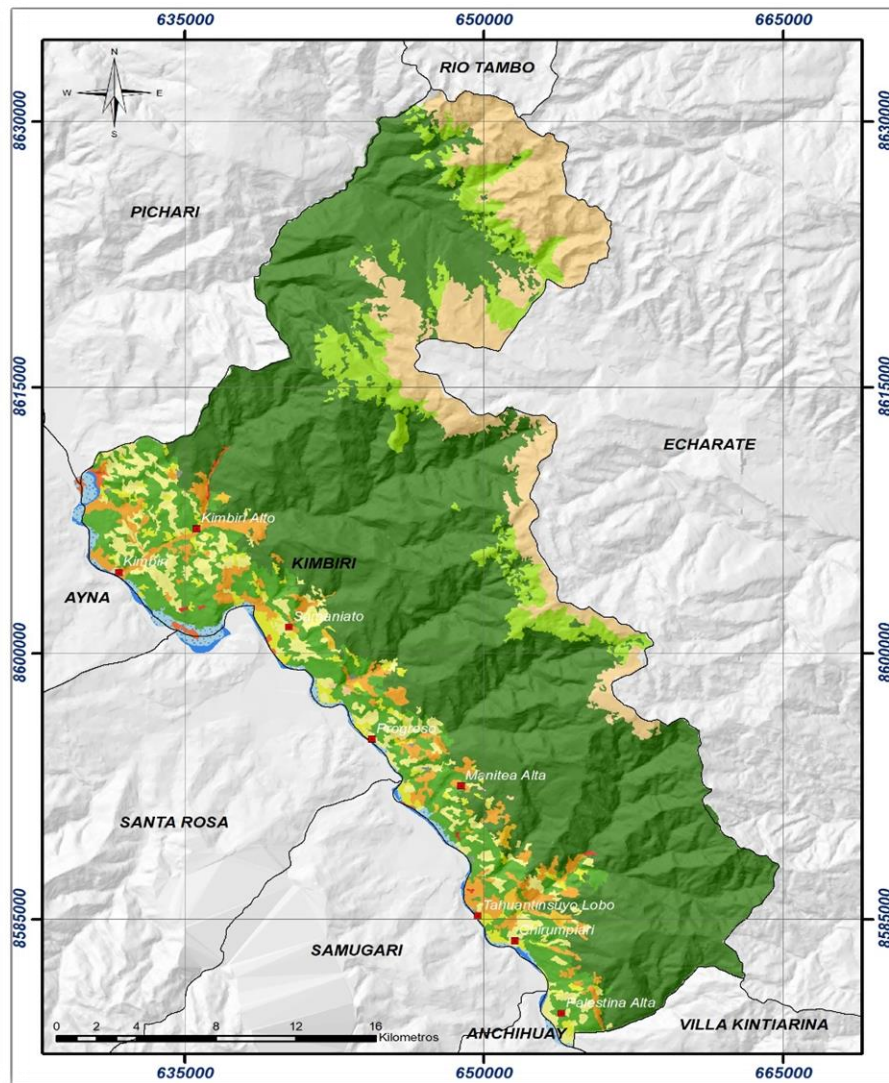 635000 650000 665000
N
W E
S
RIO TAMBO
8630000 8630000
PICHARI
8615000 8615000
ECHARATE
Kimbiri Alto
KIMBIRI
Kimbiri
AYNA
Samaniato
8600000 8600000
Progreso
Manitea Alta
SANTA ROSA
Tahuantinsuyo Lobo
8585000 8585000
Chirumpiari
SAMUGARI
Palestina Alta
0 2 4 8 12 16
Kilometros
ANCHIHUAY
VILLA KINTIARINA
635000 650000 665000